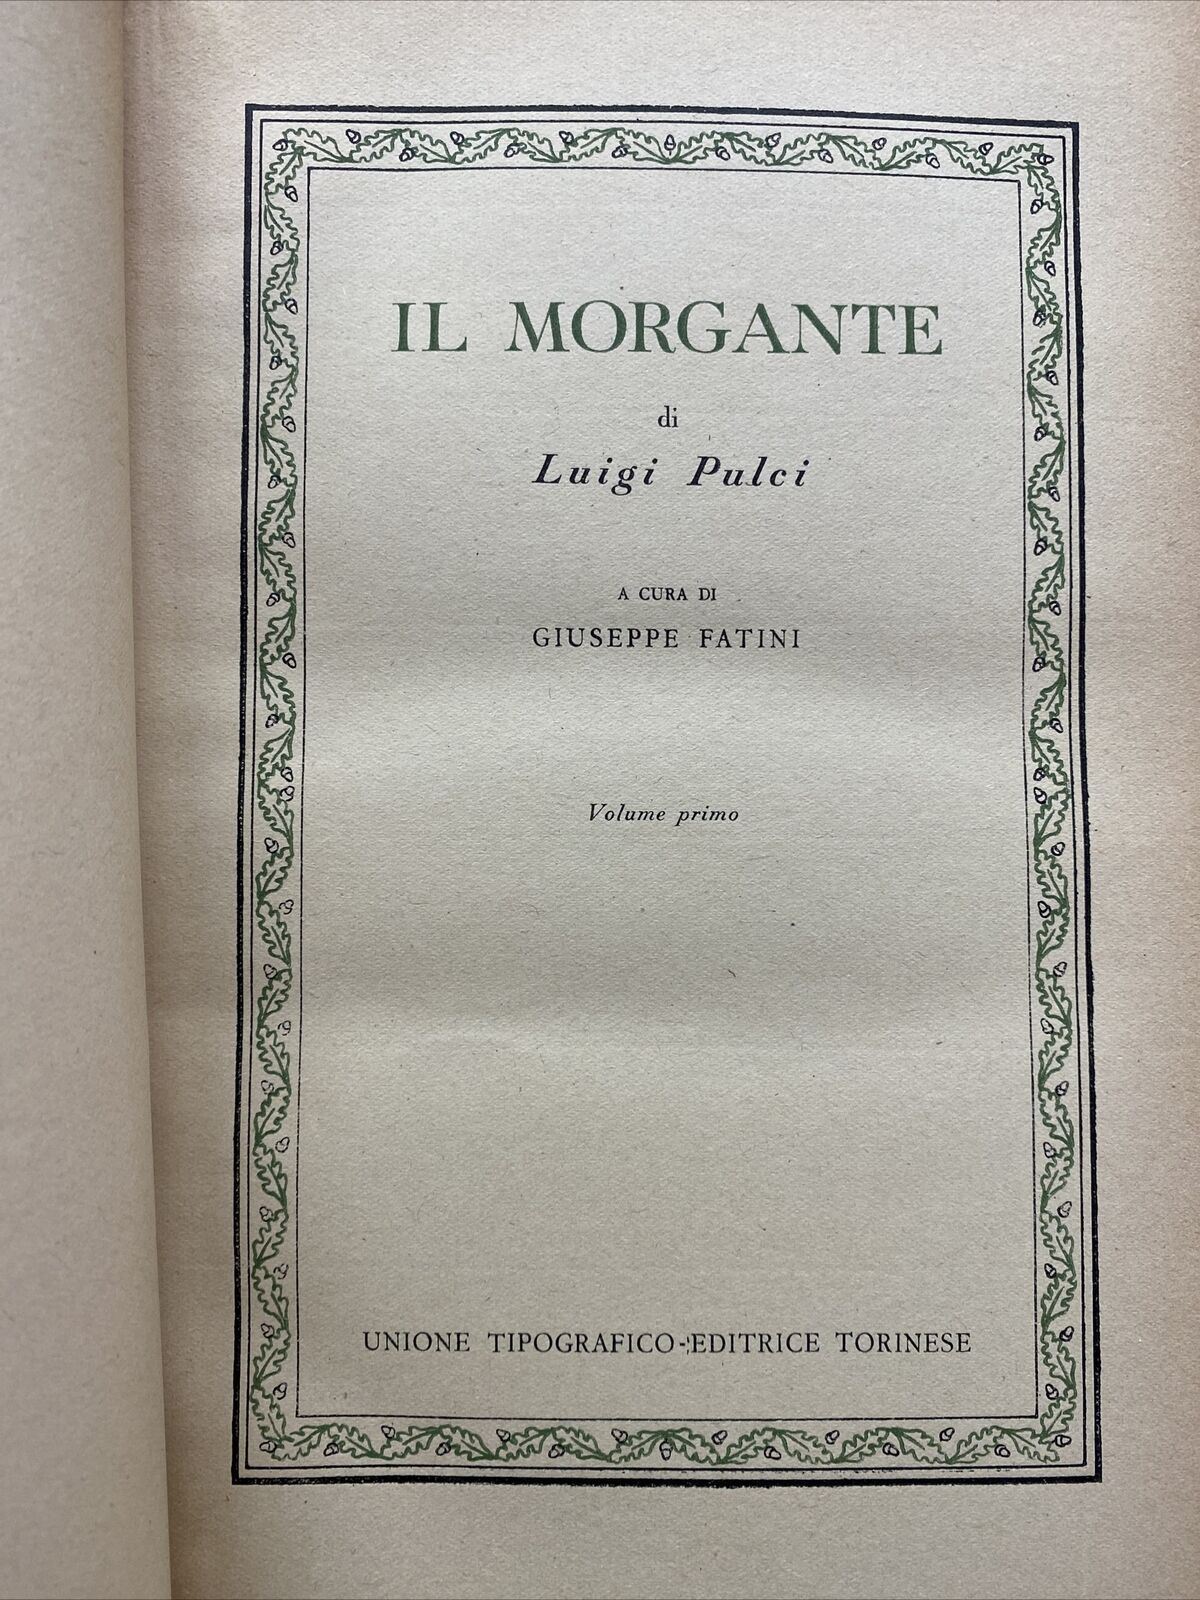 IL MORGANTE
di
Luigi Pulci
A CURA DI
GIUSEPPE FATINI
Volume primo
UNIONE TIPOGRAFICO-EDITRICE TORINESE